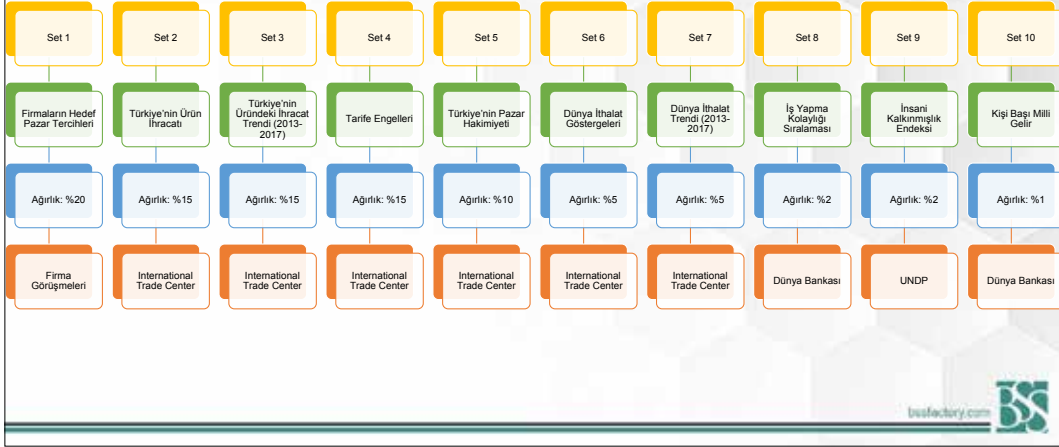 Set 1
Set 2
Set 3
Set 4
Set 5
Set 6
Set 7
Set 8
Set 9
Set 10
Firmaların Hedef
Pazar Tercihleri
Türkiye'nin Ürün
İhracatı
Türkiye'nin
Üründeki İhracat
Trendi (2013-
2017)
Tarife Engelleri
Türkiye'nin Pazar
Hakimiyeti
Dünya İthalat
Göstergeleri
Dünya İthalat
Trendi (2013-
2017)
İş Yapma
Kolaylığı
Sıralaması
İnsani
Kalkınmışlık
Endeksi
Kişi Başı Milli
Gelir
Ağırlık: %20
Ağırlık: %15
Ağırlık: %15
Ağırlık: %15
Ağırlık: %10
Ağırlık: %5
Ağırlık: %5
Ağırlık: %2
Ağırlık: %2
Ağırlık: %1
Firma
Görüşmeleri
International
Trade Center
International
Trade Center
International
Trade Center
International
Trade Center
International
Trade Center
International
Trade Center
Dünya Bankası
UNDP
Dünya Bankası
bssfactory.com
BSS